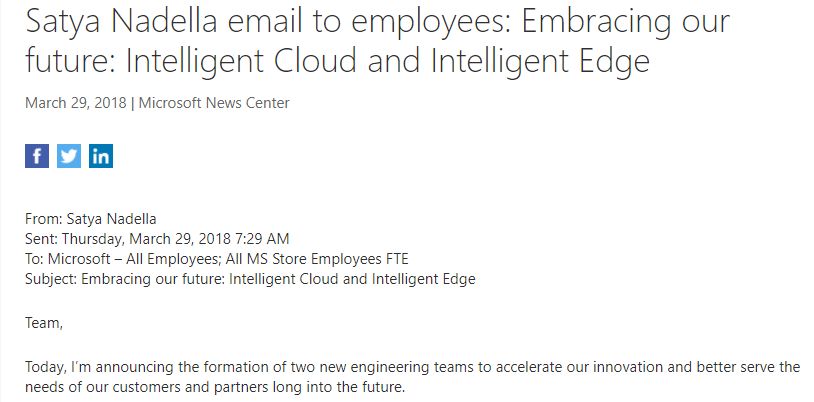 Satya Nadella email to employees: Embracing our
future: Intelligent Cloud and Intelligent Edge
March 29, 2018 | Microsoft News Center
f in
From: Satya Nadella
Sent: Thursday, March 29, 2018 7:29 AM
To: Microsoft – All Employees; All MS Store Employees FTE
Subject: Embracing our future: Intelligent Cloud and Intelligent Edge
Team,
Today, I’m announcing the formation of two new engineering teams to accelerate our innovation and better serve the
needs of our customers and partners long into the future.